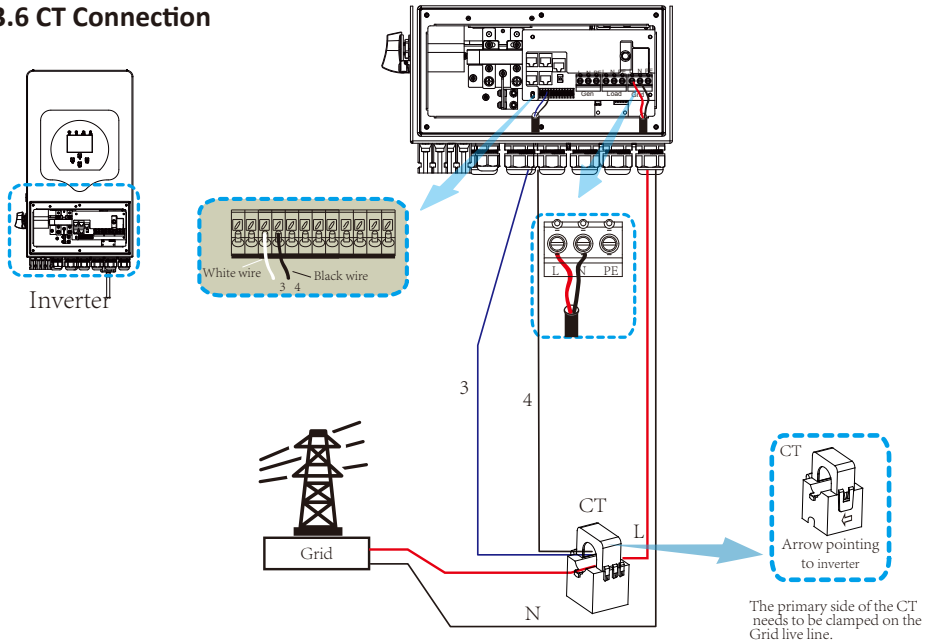 3.6 CT Connection
Gen Load Grid
White wire
Black wire
3 4
L N PE
Inverter
3
4
CT
L
Grid
N
CT
Arrow pointing
to inverter
The primary side of the CT
needs to be clamped on the
Grid live line.